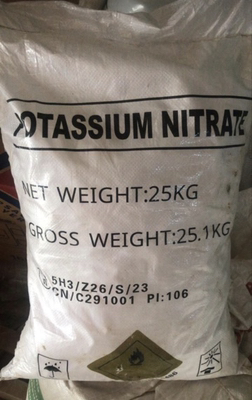 POTASSIUM NITRATE
NET WEIGHT:25KG
GROSS WEIGHT:25.1KG
5H3/Z26/S/23
CN/C291001 PI:106